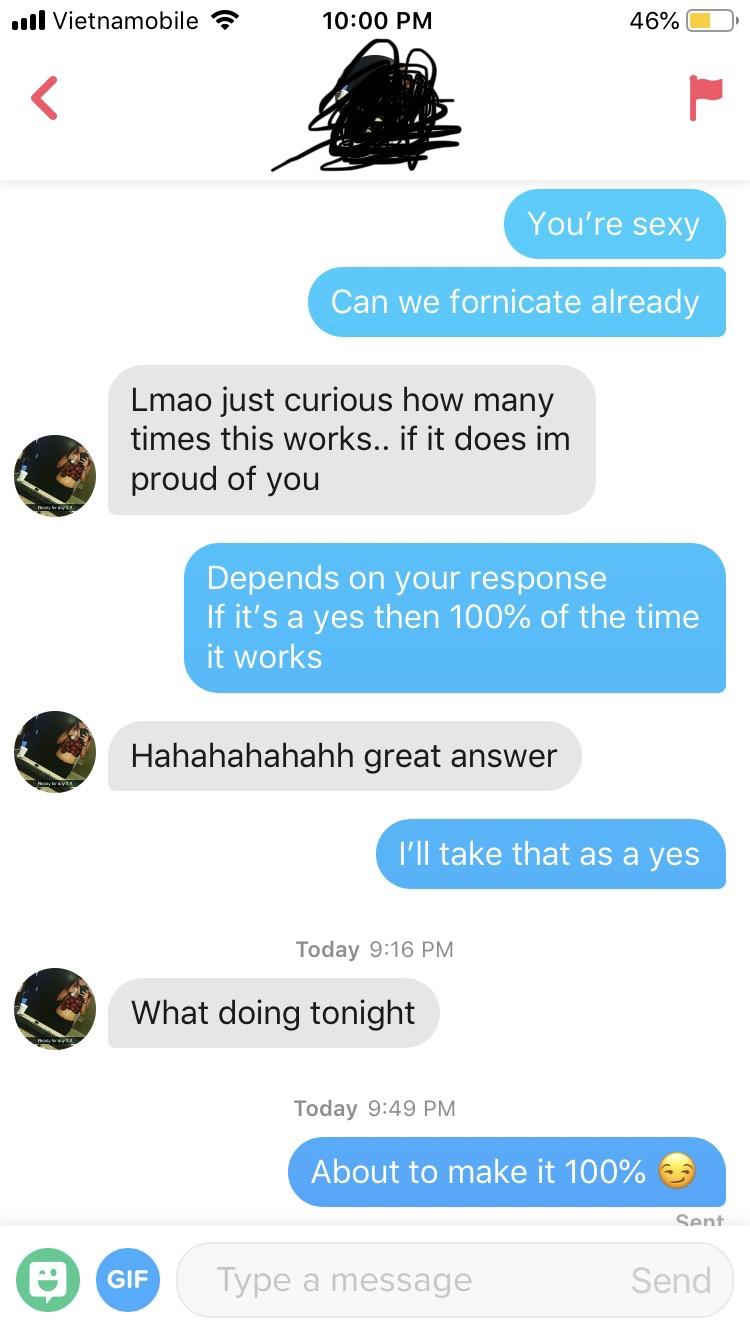 Vietnamobile 10:00 PM 46%
You're sexy
Can we fornicate already
Lmao just curious how many
times this works.. if it does im
proud of you
Depends on your response
If it's a yes then 100% of the time
it works
Hahahahahahh great answer
I'll take that as a yes
Today 9:16 PM
What doing tonight
Today 9:49 PM
About to make it 100% 😏
Sent
GIF Type a message Send